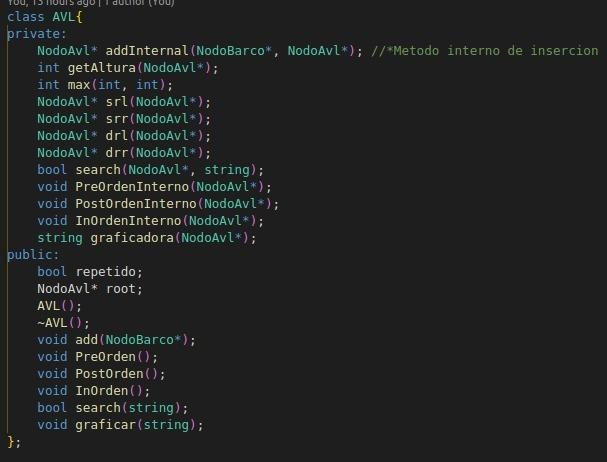 You, 13 hours ago | 1 author (You)
class AVL{
private:
    NodoAvl* addInternal(NodoBarco*, NodoAvl*); //*Metodo interno de insercion
    int getAltura(NodoAvl*);
    int max(int, int);
    NodoAvl* srl(NodoAvl*);
    NodoAvl* srr(NodoAvl*);
    NodoAvl* drl(NodoAvl*);
    NodoAvl* drr(NodoAvl*);
    bool search(NodoAvl*, string);
    void PreOrdenInterno(NodoAvl*);
    void PostOrdenInterno(NodoAvl*);
    void InOrdenInterno(NodoAvl*);
    string graficadora(NodoAvl*);
public:
    bool repetido;
    NodoAvl* root;
    AVL();
    ~AVL();
    void add(NodoBarco*);
    void PreOrden();
    void PostOrden();
    void InOrden();
    bool search(string);
    void graficar(string);
};